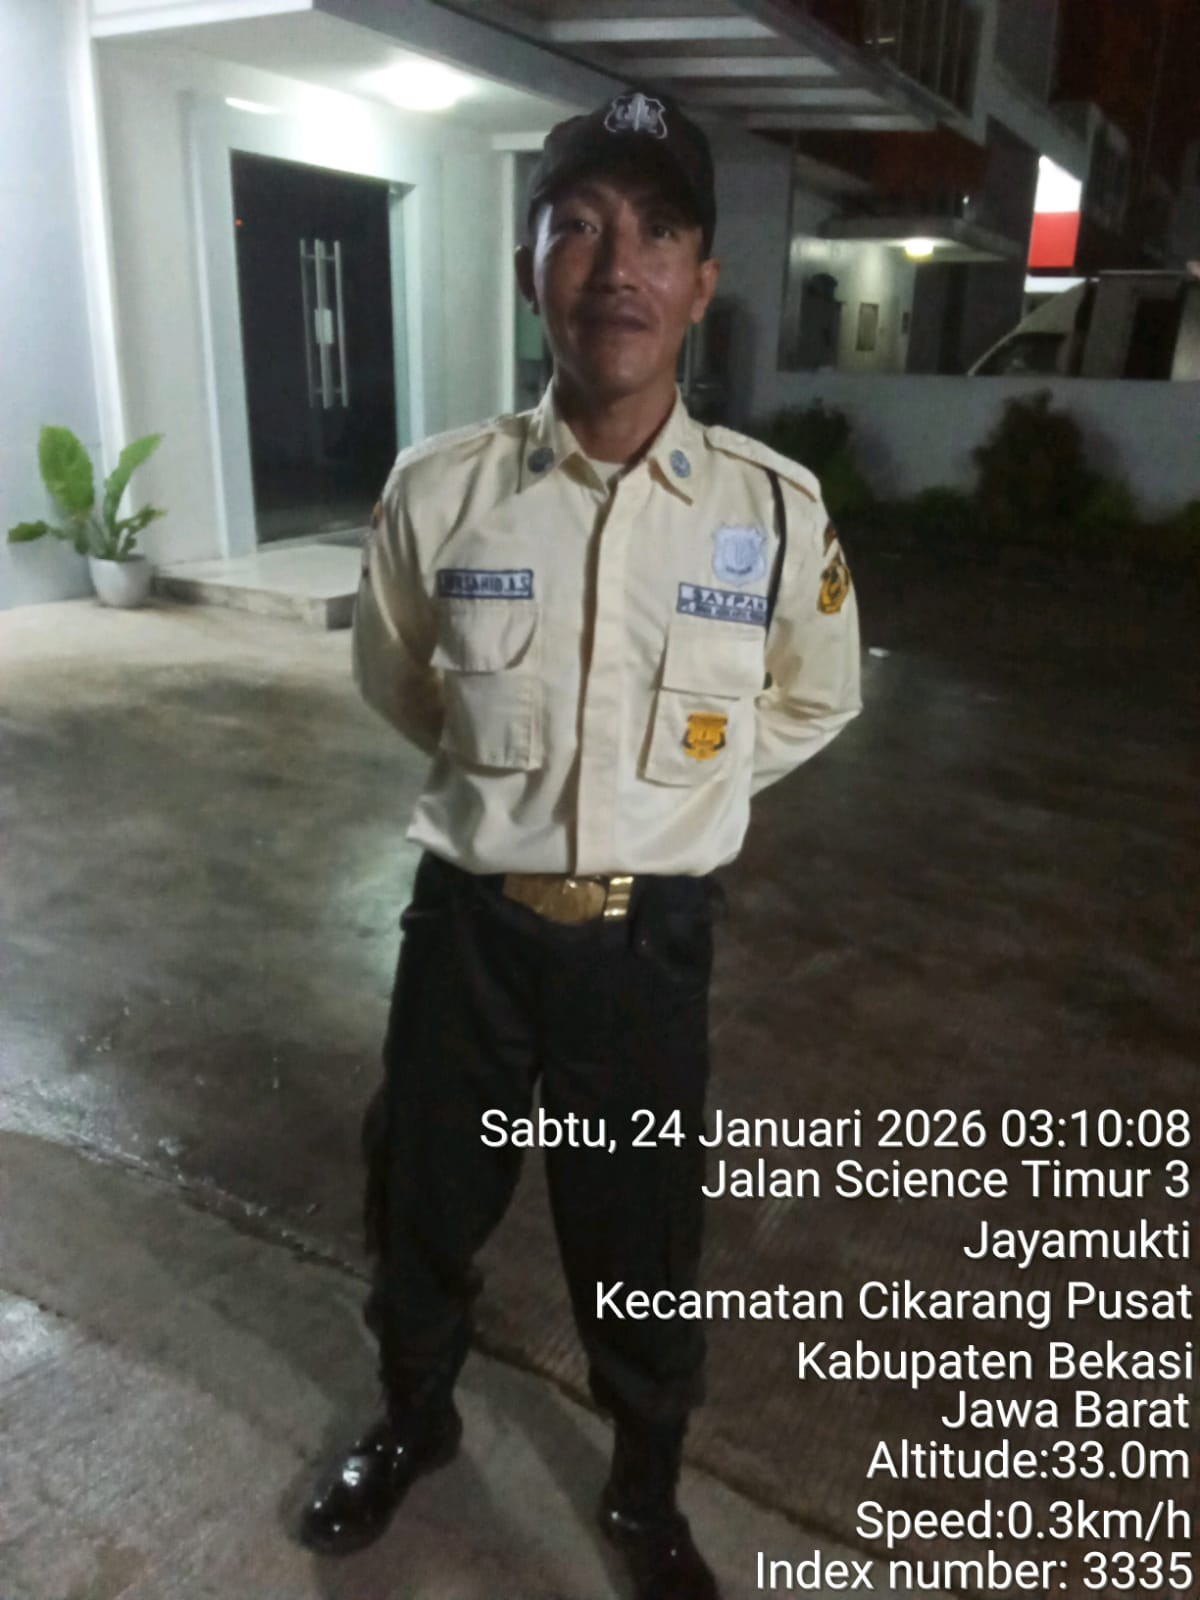 SATPAM
Sabtu, 24 Januari 2026 03:10:08
Jalan Science Timur 3
Jayamukti
Kecamatan Cikarang Pusat
Kabupaten Bekasi
Jawa Barat
Altitude:33.0m
Speed:0.3km/h
Index number: 3335